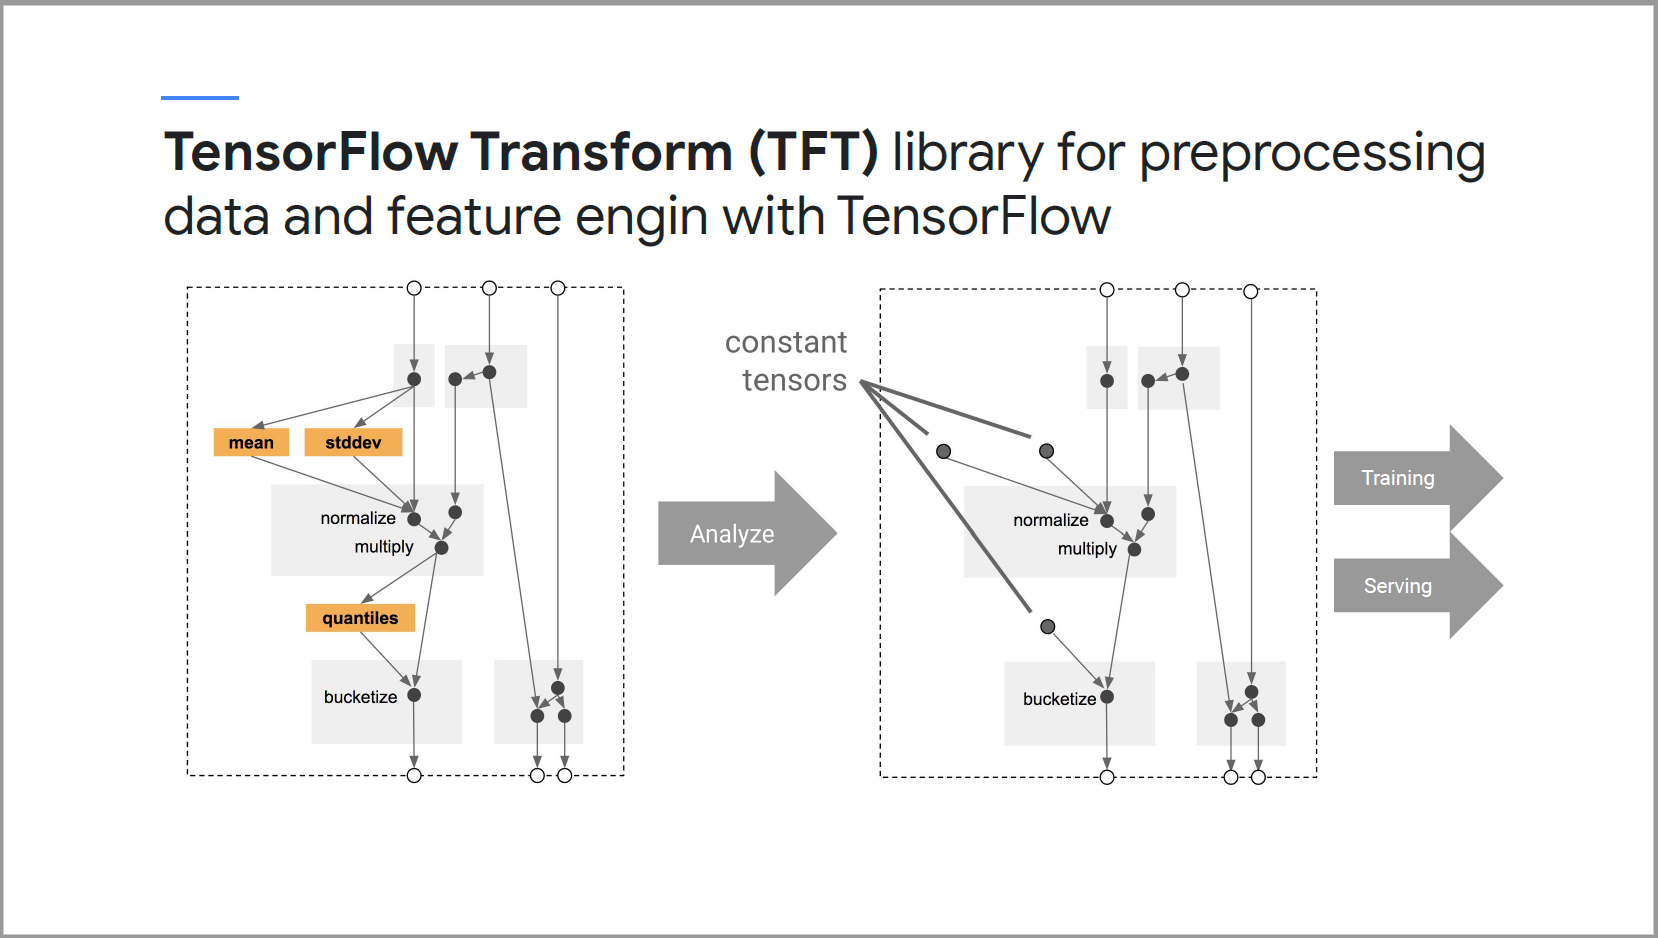 TensorFlow Transform (TFT) library for preprocessing
data and feature engin with TensorFlow
mean
stddev
normalize
multiply
quantiles
bucketize
Analyze
constant
tensors
normalize
multiply
bucketize
Training
Serving